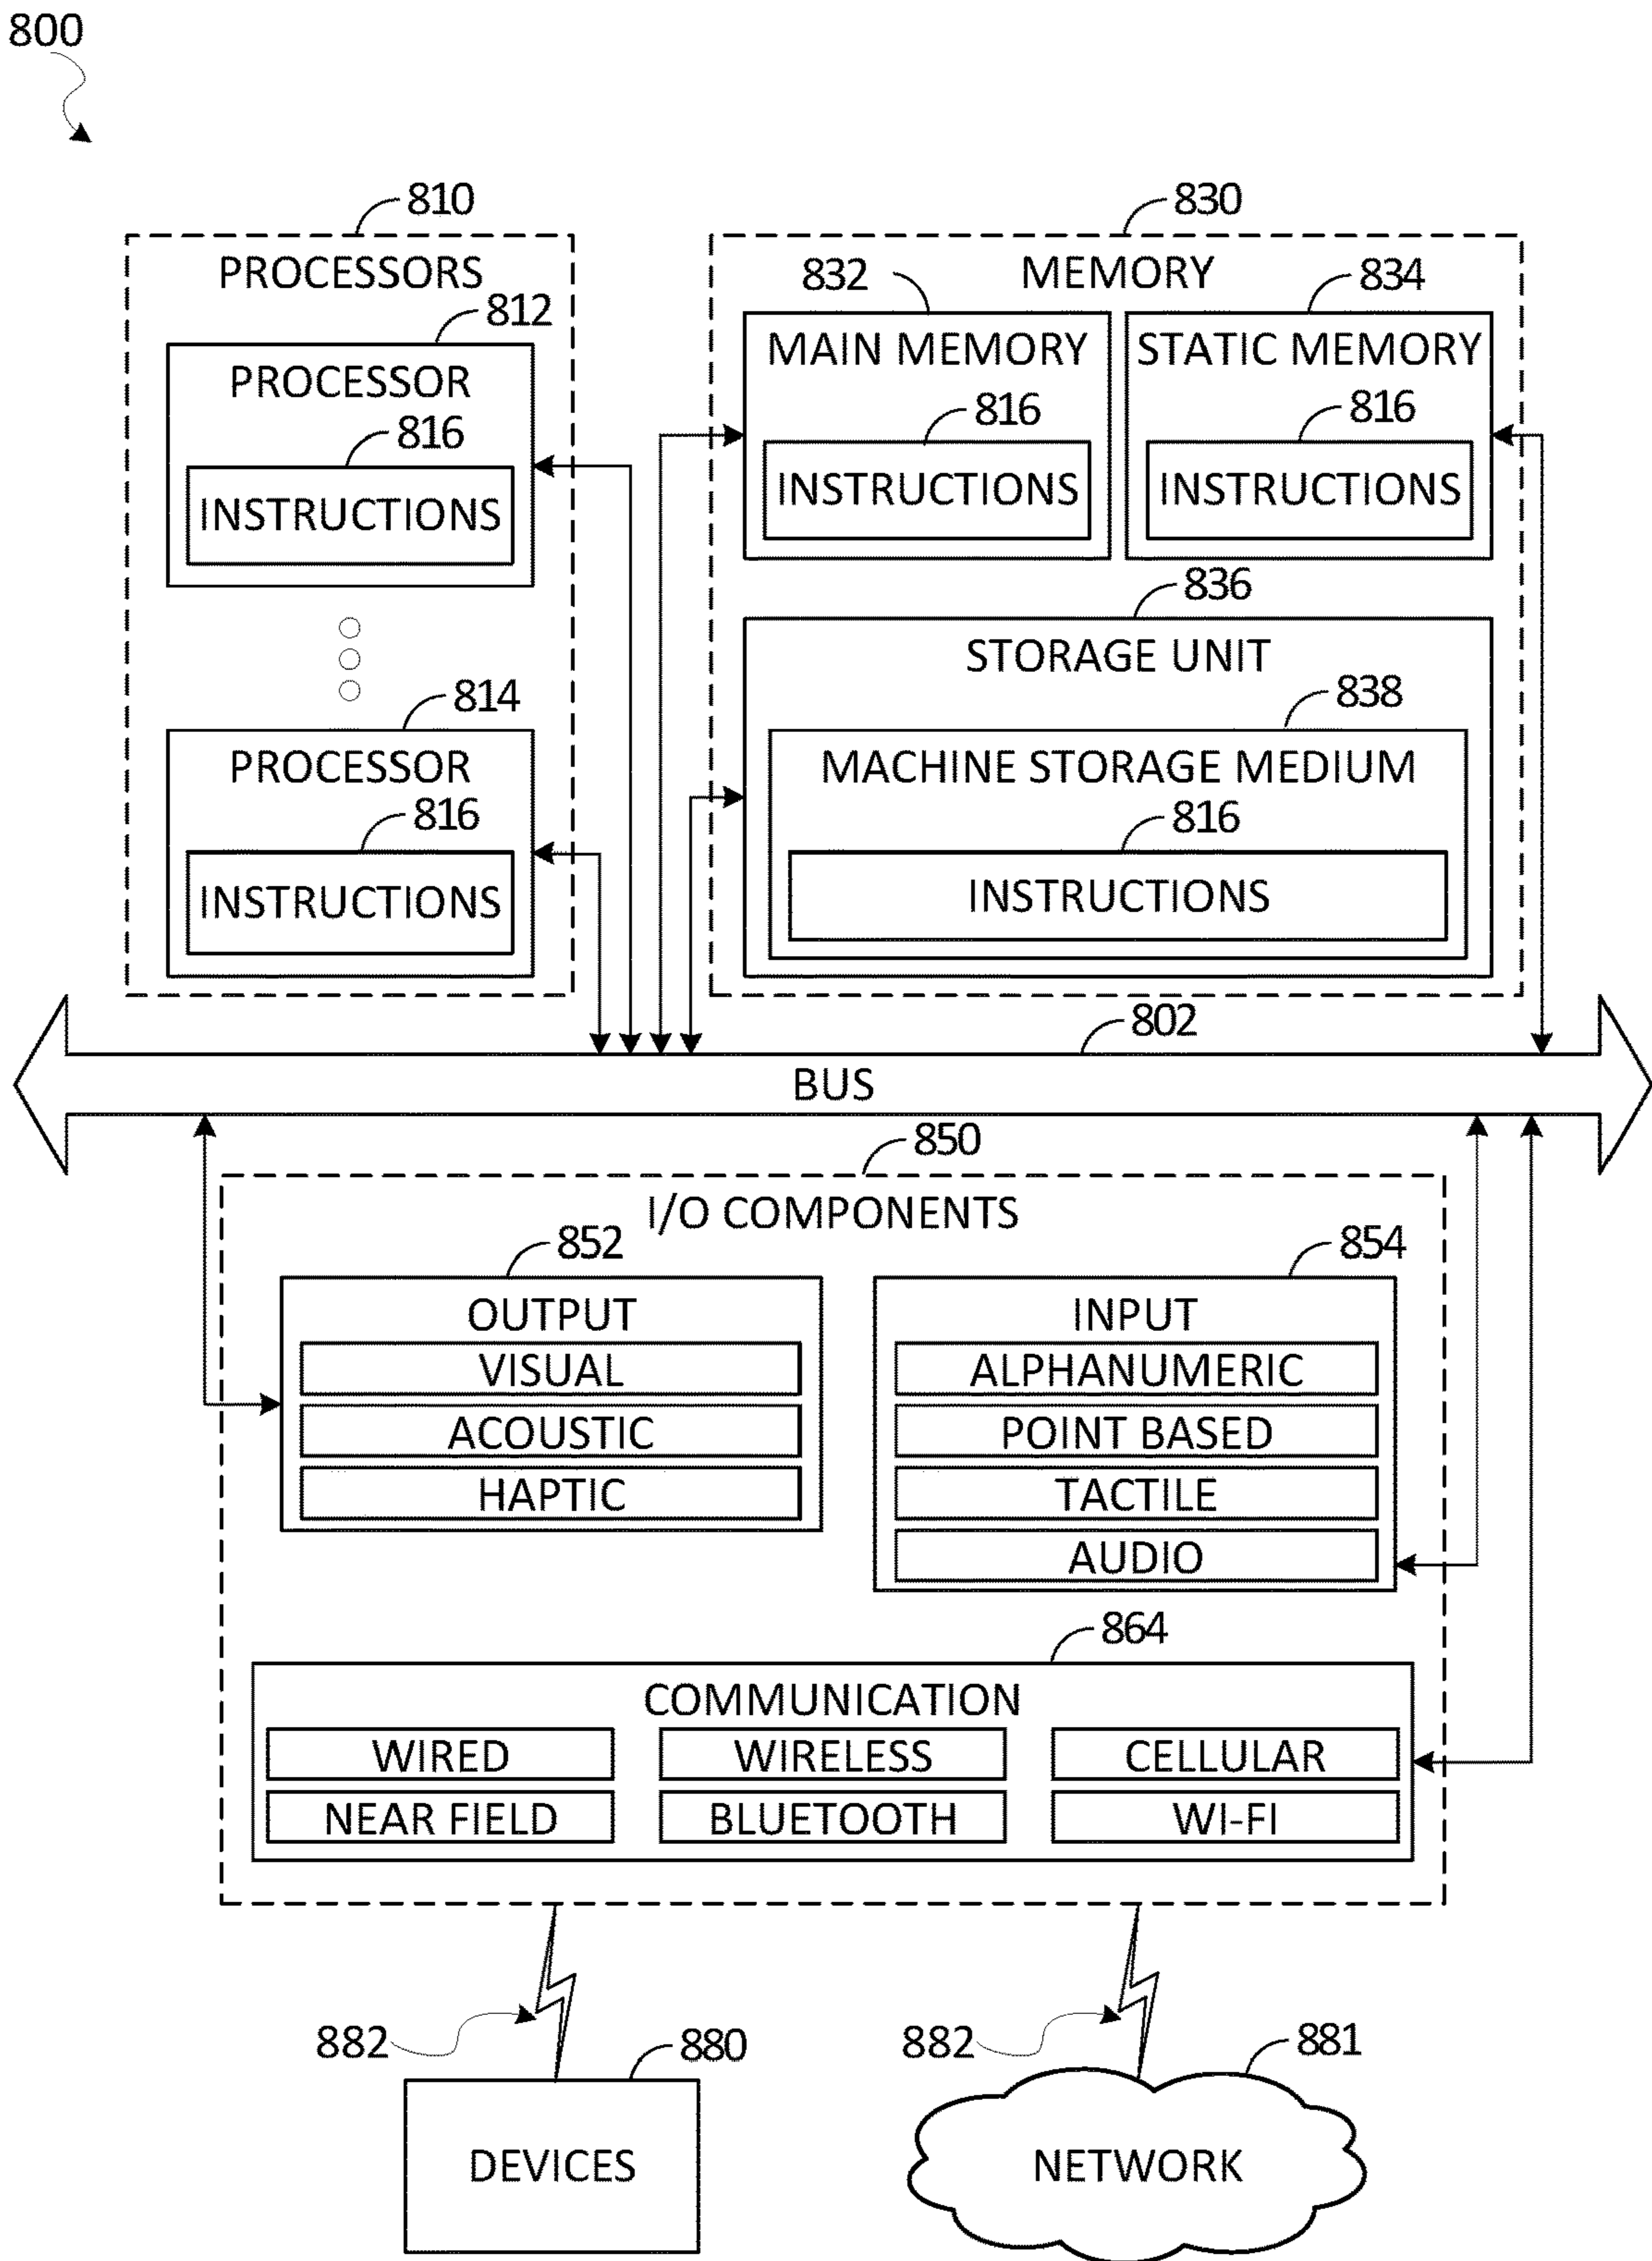 800
810
PROCESSORS
812
PROCESSOR
816
INSTRUCTIONS
814
PROCESSOR
816
INSTRUCTIONS
830
MEMORY
832
MAIN MEMORY
816
INSTRUCTIONS
834
STATIC MEMORY
816
INSTRUCTIONS
836
STORAGE UNIT
838
MACHINE STORAGE MEDIUM
816
INSTRUCTIONS
802
BUS
850
I/O COMPONENTS
852
OUTPUT
VISUAL
ACOUSTIC
HAPTIC
854
INPUT
ALPHANUMERIC
POINT BASED
TACTILE
AUDIO
864
COMMUNICATION
WIRED
WIRELESS
CELLULAR
NEAR FIELD
BLUETOOTH
WI-FI
882
880
DEVICES
882
881
NETWORK